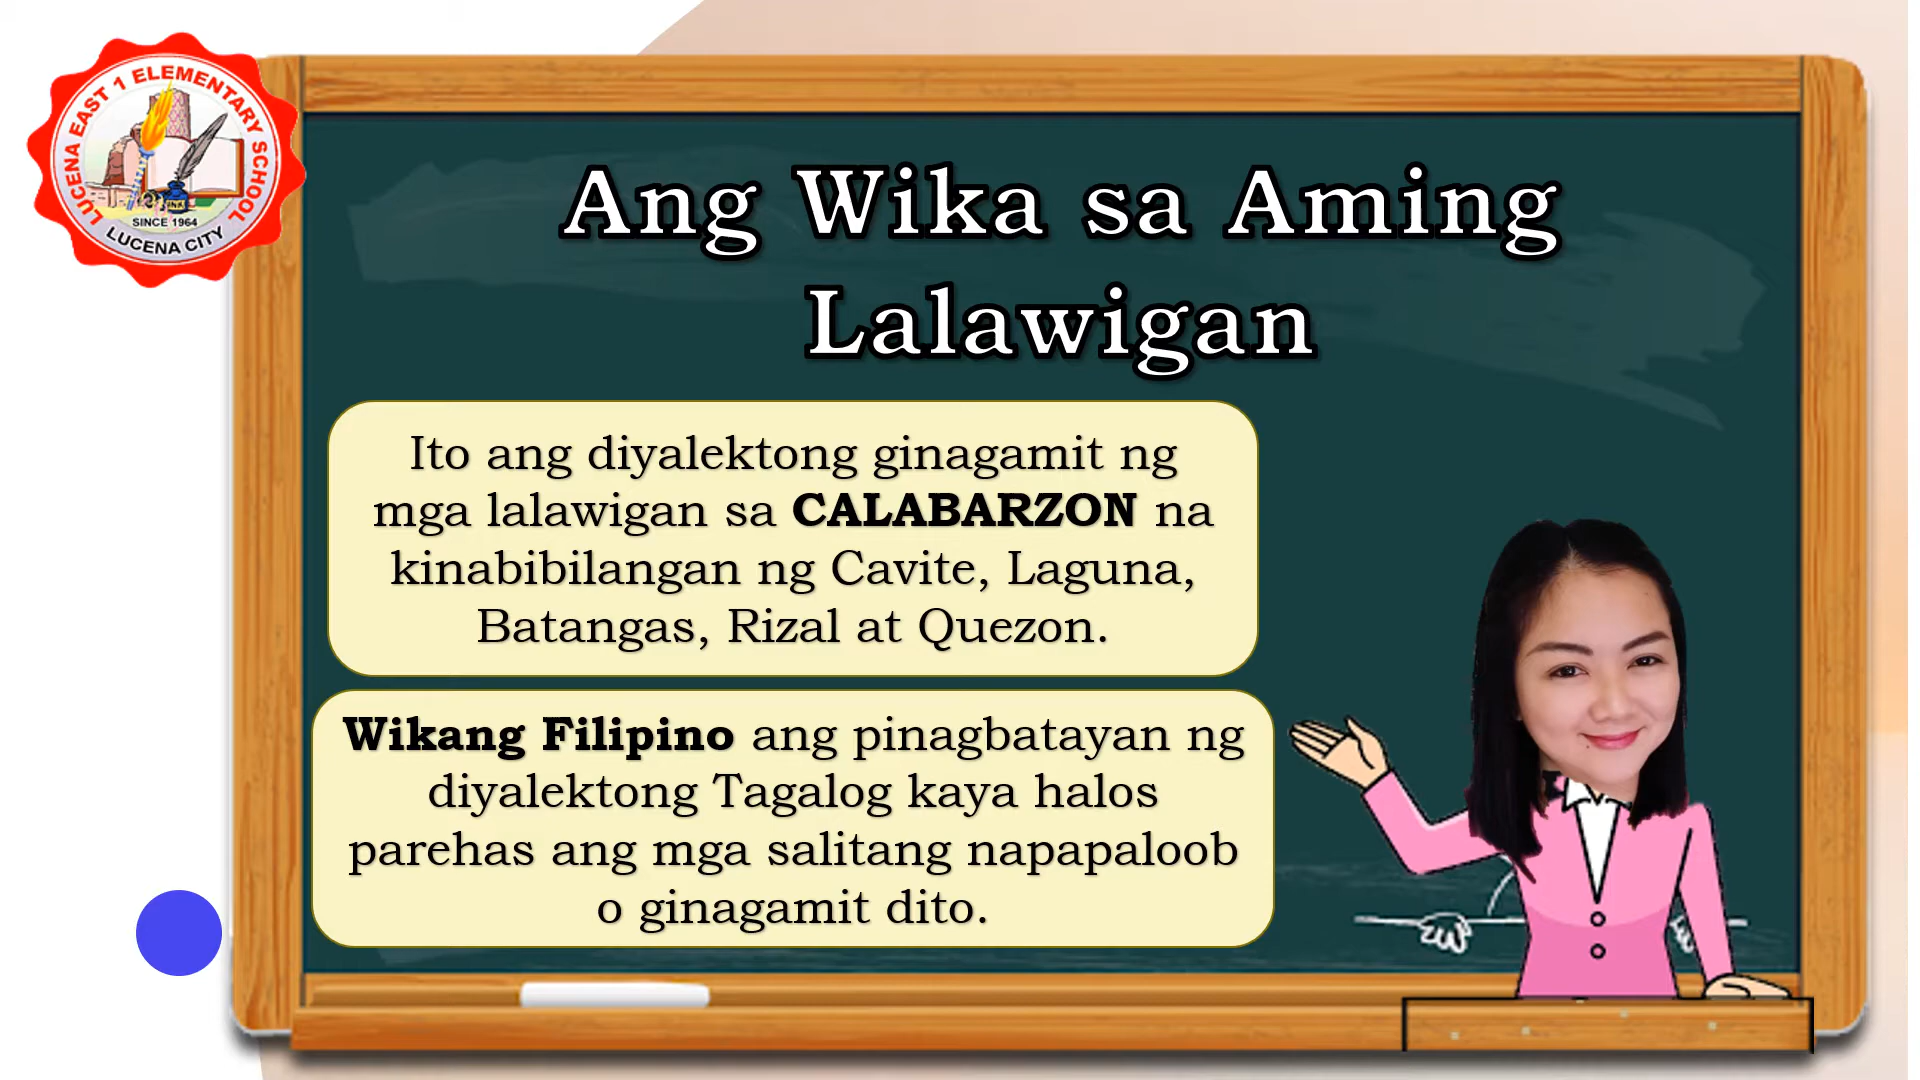 LUCENA EAST 1 ELEMENTARY SCHOOL
INK
SINCE 1964
LUCENA CITY
Ang Wika sa Aming
Lalawigan
Ito ang diyalektong ginagamit ng
mga lalawigan sa CALABARZON na
kinabibilangan ng Cavite, Laguna,
Batangas, Rizal at Quezon.
Wikang Filipino ang pinagbatayan ng
diyalektong Tagalog kaya halos
parehas ang mga salitang napapaloob
o ginagamit dito.